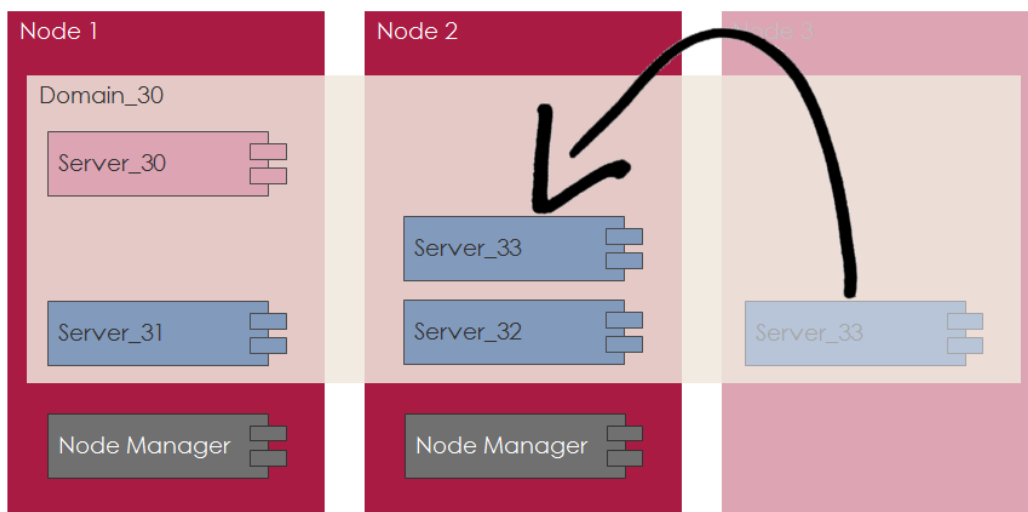 Node 1
Node 2
Node 3
Domain_30
Server_30
Server_33
Server_31
Server_32
Server_33
Node Manager
Node Manager